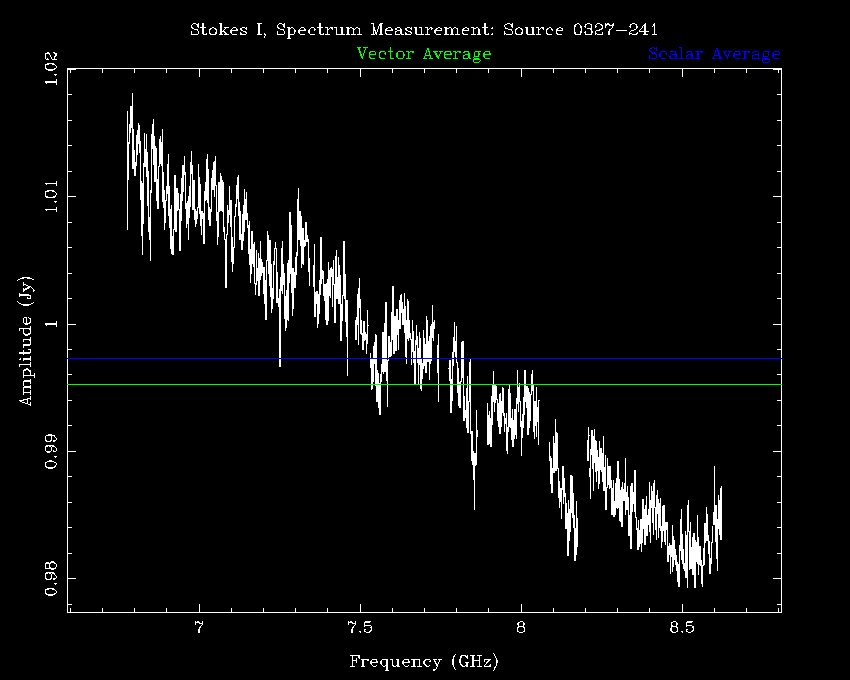 Stokes I, Spectrum Measurement: Source 0327-241
Vector Average Scalar Average
1.02
1.01
1
0.99
0.98
Amplitude (Jy)
7 7.5 8 8.5
Frequency (GHz)